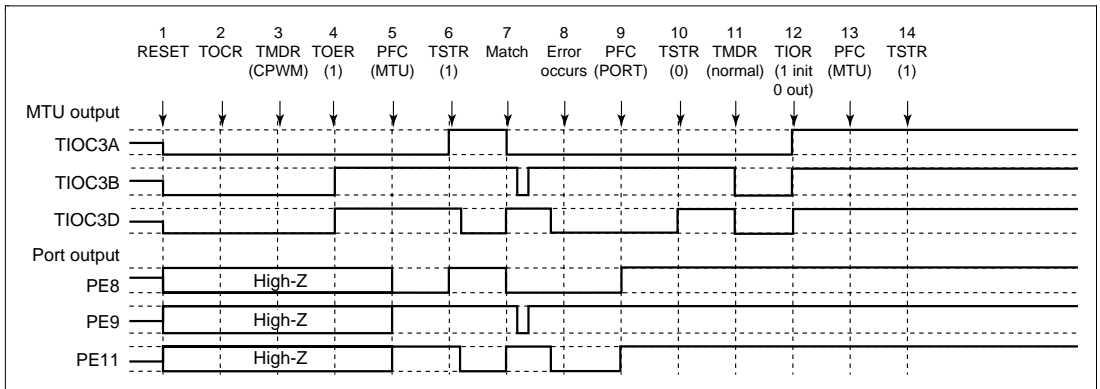 1 2 3 4 5 6 7 8 9 10 11 12 13 14
RESET TOCR TMDR TOER PFC TSTR Match Error PFC TSTR TMDR TIOR PFC TSTR
(CPWM) (1) (MTU) (1) occurs (PORT) (0) (normal) (1 init (MTU) (1)
0 out)
MTU output
TIOC3A
TIOC3B
TIOC3D
Port output
PE8 High-Z
PE9 High-Z
PE11 High-Z